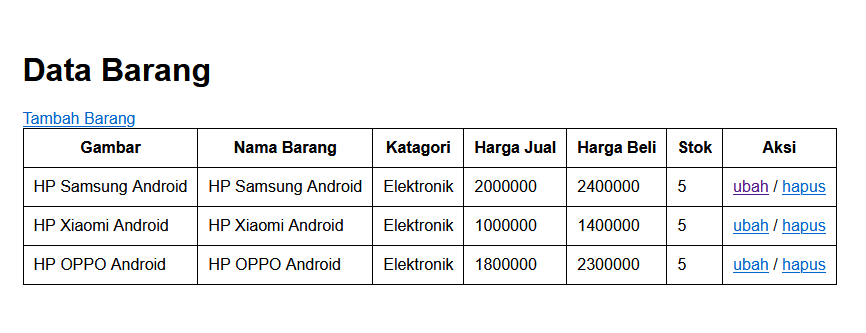 Data Barang
Tambah Barang
Gambar Nama Barang Katagori Harga Jual Harga Beli Stok Aksi
HP Samsung Android HP Samsung Android Elektronik 2000000 2400000 5 ubah / hapus
HP Xiaomi Android HP Xiaomi Android Elektronik 1000000 1400000 5 ubah / hapus
HP OPPO Android HP OPPO Android Elektronik 1800000 2300000 5 ubah / hapus